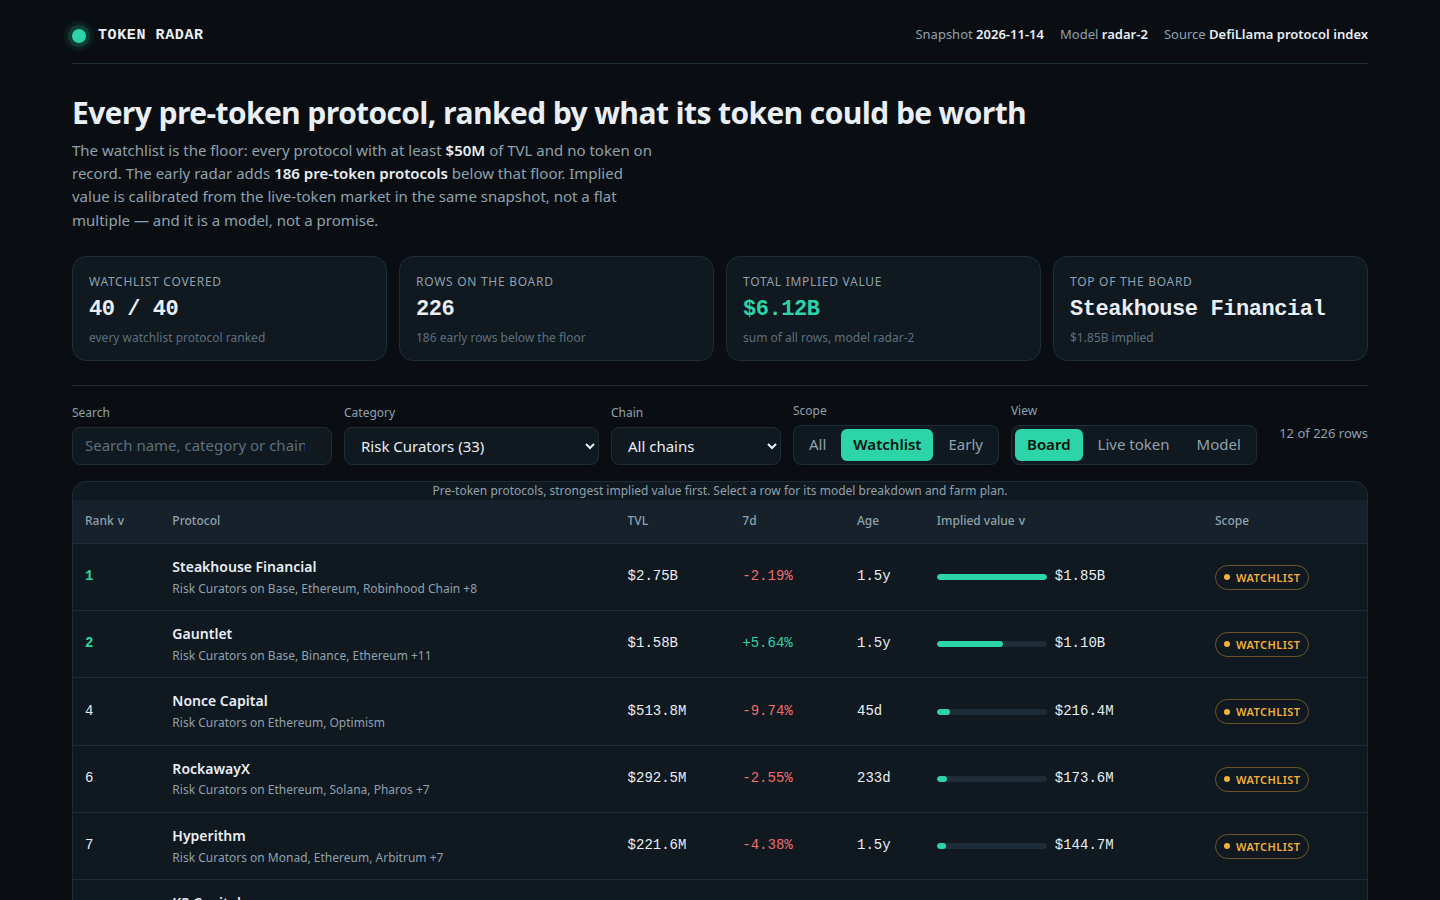 TOKEN RADAR
Snapshot 2026-11-14 Model radar-2 Source DefiLlama protocol index
Every pre-token protocol, ranked by what its token could be worth
The watchlist is the floor: every protocol with at least $50M of TVL and no token on
record. The early radar adds 186 pre-token protocols below that floor. Implied
value is calibrated from the live-token market in the same snapshot, not a flat
multiple — and it is a model, not a promise.
WATCHLIST COVERED
40 / 40
every watchlist protocol ranked
ROWS ON THE BOARD
226
186 early rows below the floor
TOTAL IMPLIED VALUE
$6.12B
sum of all rows, model radar-2
TOP OF THE BOARD
Steakhouse Financial
$1.85B implied
Search
Search name, category or chain
Category
Risk Curators (33)
Chain
All chains
Scope
All Watchlist Early
View
Board Live token Model
12 of 226 rows
Pre-token protocols, strongest implied value first. Select a row for its model breakdown and farm plan.
Rank v Protocol TVL 7d Age Implied value v Scope
1 Steakhouse Financial $2.75B -2.19% 1.5y $1.85B WATCHLIST
Risk Curators on Base, Ethereum, Robinhood Chain +8
2 Gauntlet $1.58B +5.64% 1.5y $1.10B WATCHLIST
Risk Curators on Base, Binance, Ethereum +11
4 Nonce Capital $513.8M -9.74% 45d $216.4M WATCHLIST
Risk Curators on Ethereum, Optimism
6 RockawayX $292.5M -2.55% 233d $173.6M WATCHLIST
Risk Curators on Ethereum, Solana, Pharos +7
7 Hyperithm $221.6M -4.38% 1.5y $144.7M WATCHLIST
Risk Curators on Monad, Ethereum, Arbitrum +7